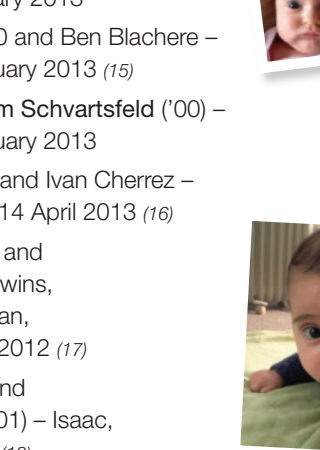 ary 2013
0 and Ben Blachere –
uary 2013 (15)
m Schvartsfeld ('00) –
uary 2013
and Ivan Cherrez –
14 April 2013 (16)
and
wins,
an,
2012 (17)
nd
01) – Isaac,